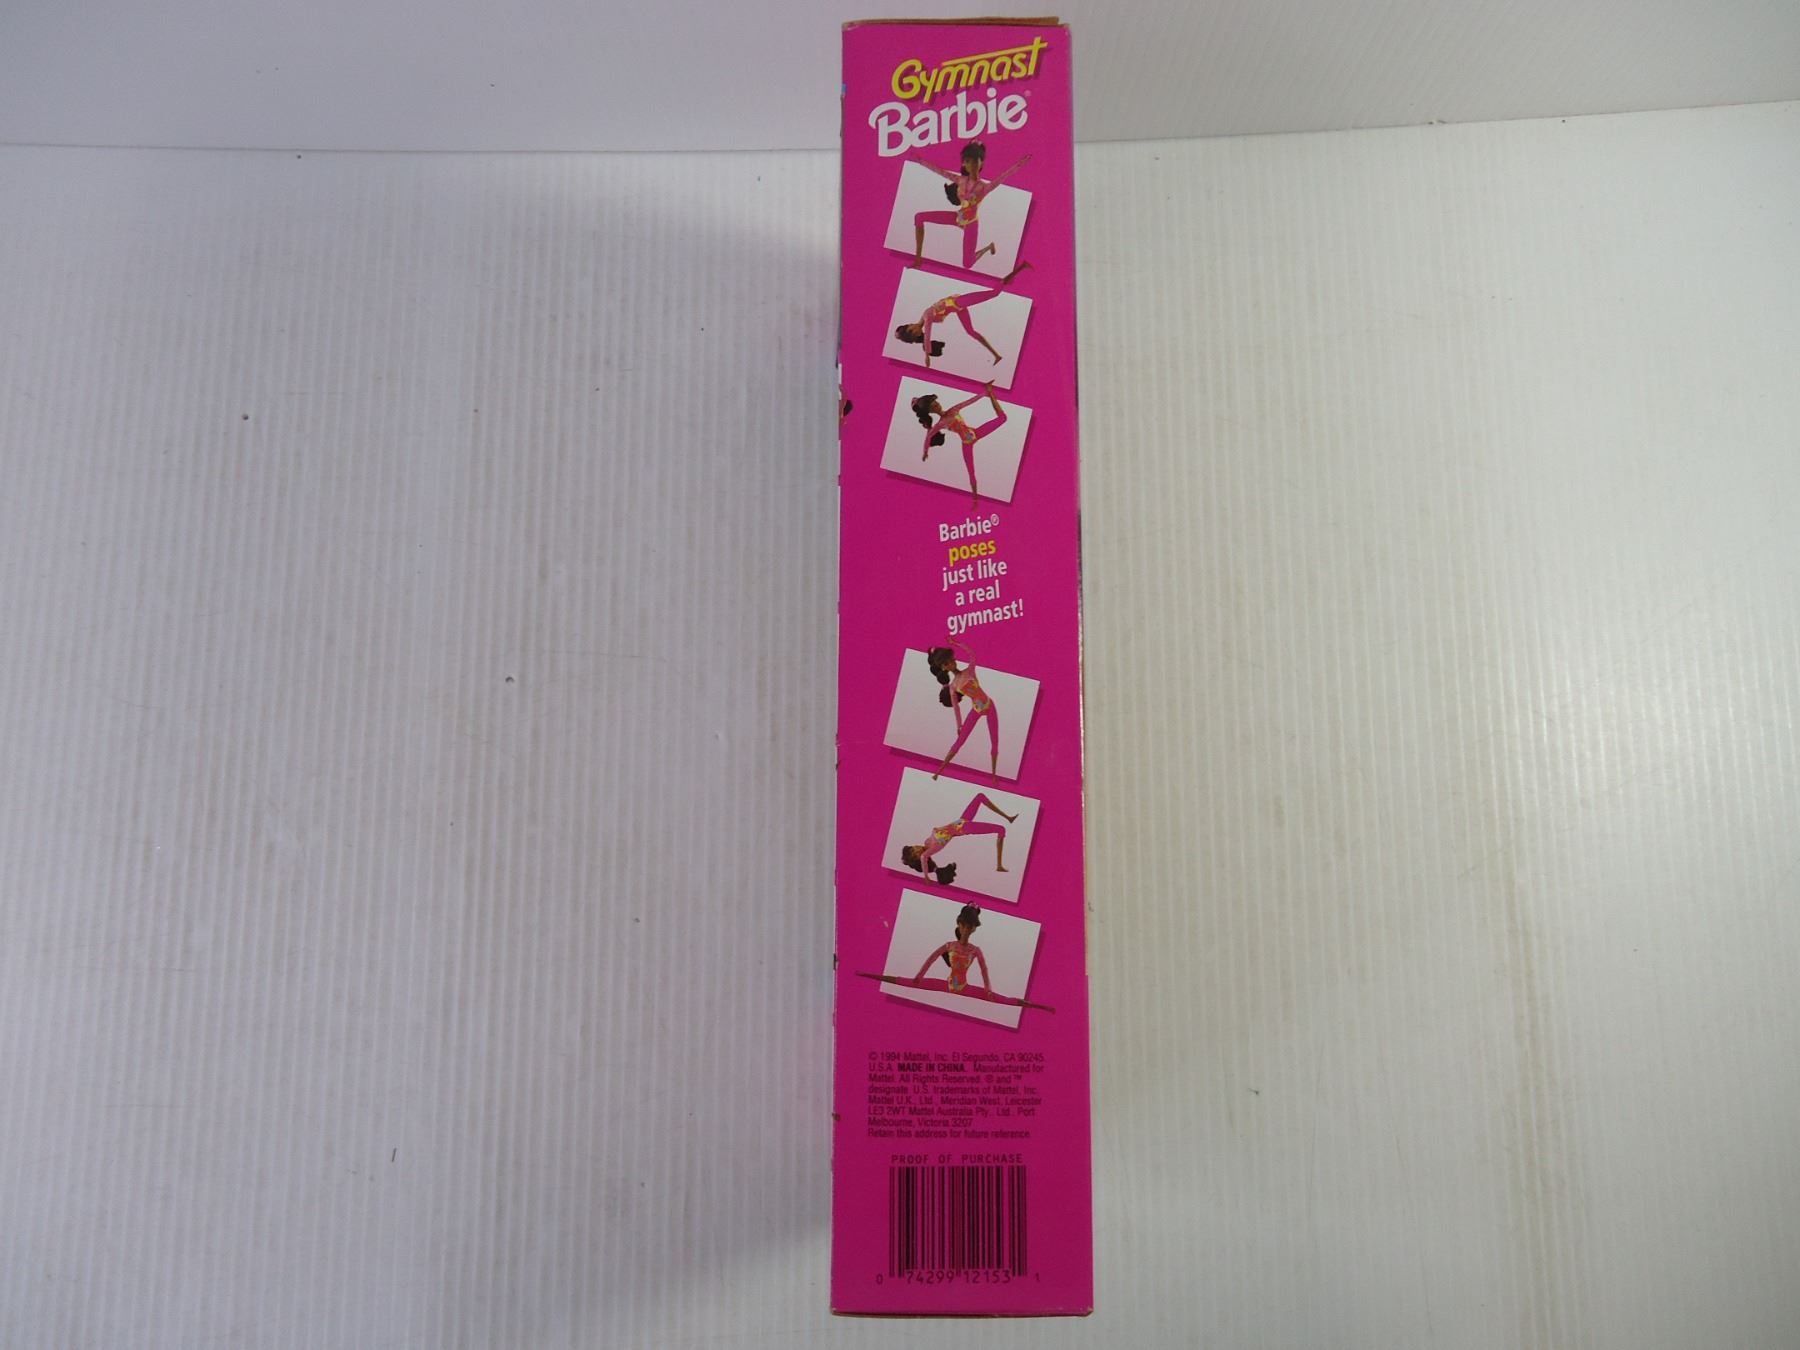 Gymnast
Barbie®
Barbie®
poses
just like
a real
gymnast!
© 1994 Mattel, Inc. El Segundo, CA 90245,
U.S.A. MADE IN CHINA. Manufactured for
Mattel. All Rights Reserved. ® and ™
designate U.S. trademarks of Mattel, Inc.
Mattel U.K., Ltd., Meridian West, Leicester
LE3 2WT Mattel Australia Pty., Ltd., Port
Melbourne, Victoria 3207
Retain this address for future reference.
PROOF OF PURCHASE
0 74299 12153 1